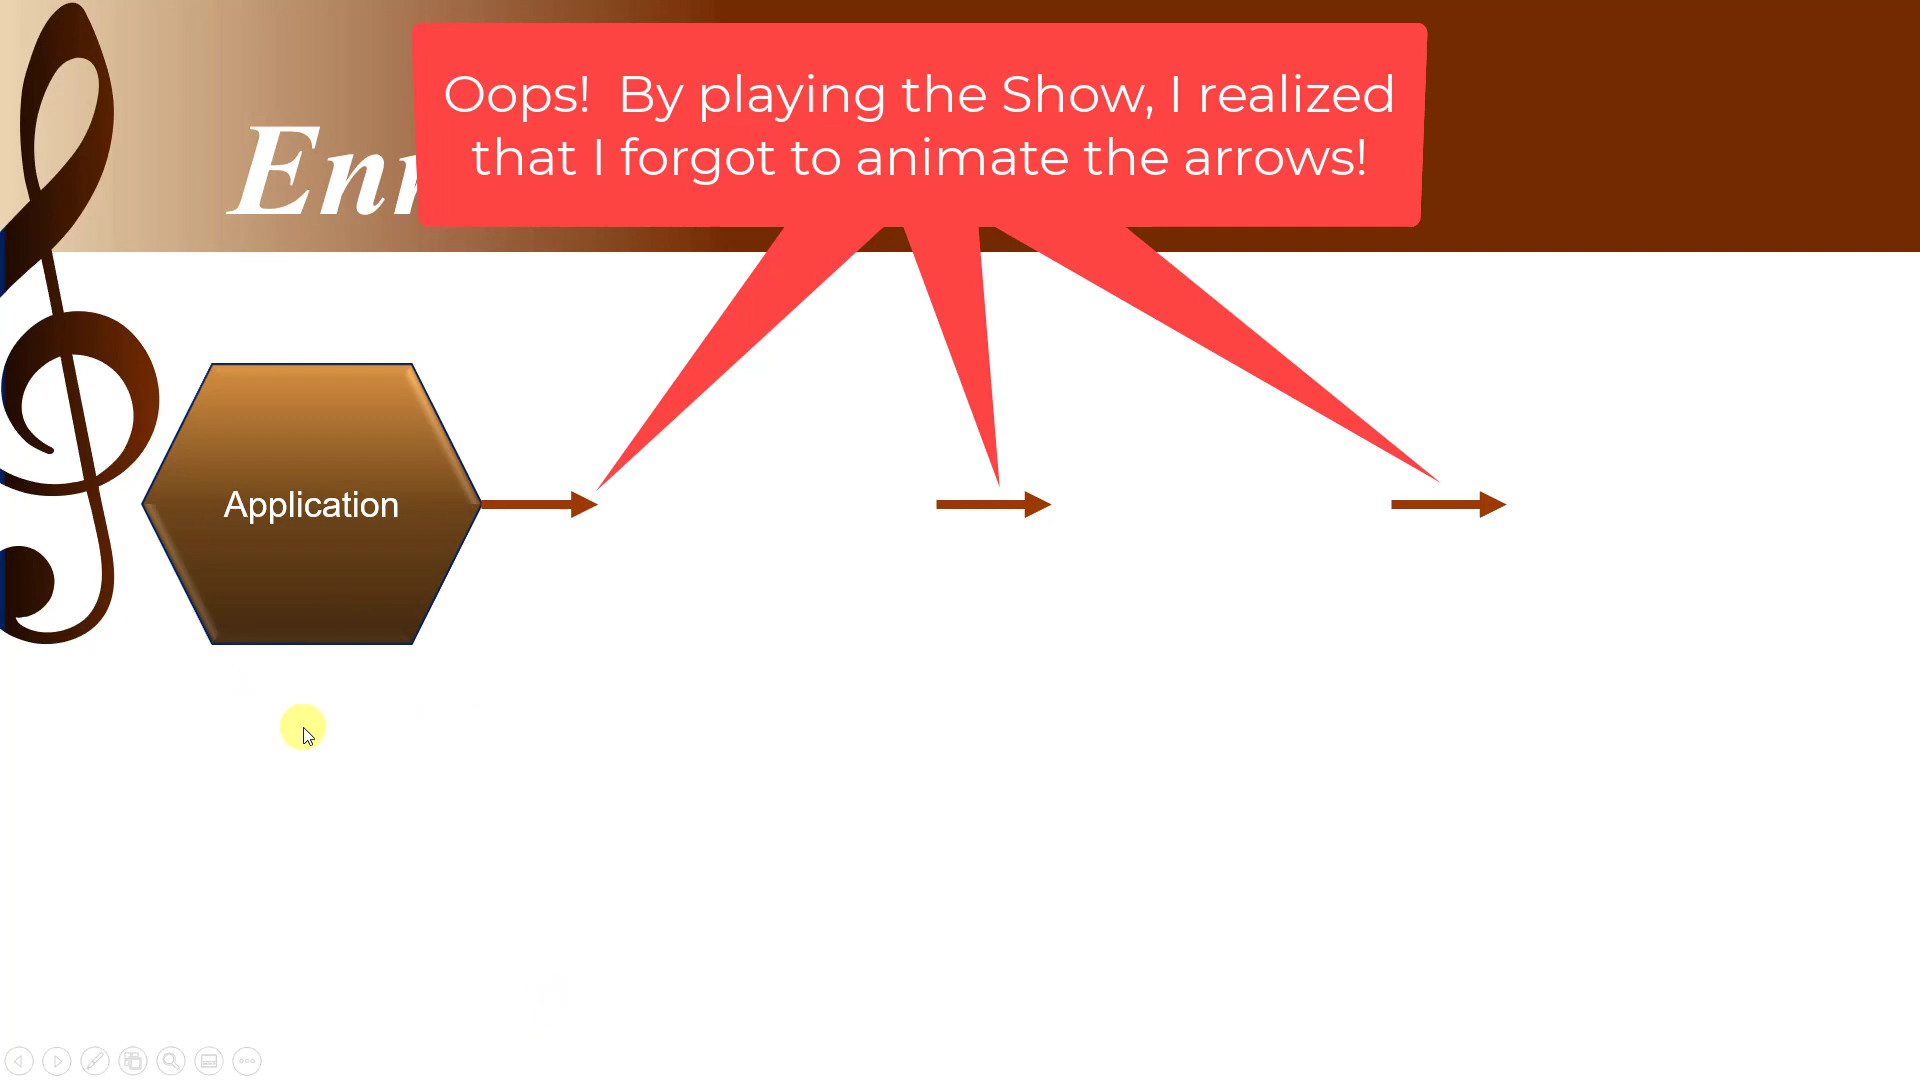 Oops!  By playing the Show, I realized
that I forgot to animate the arrows!
Application